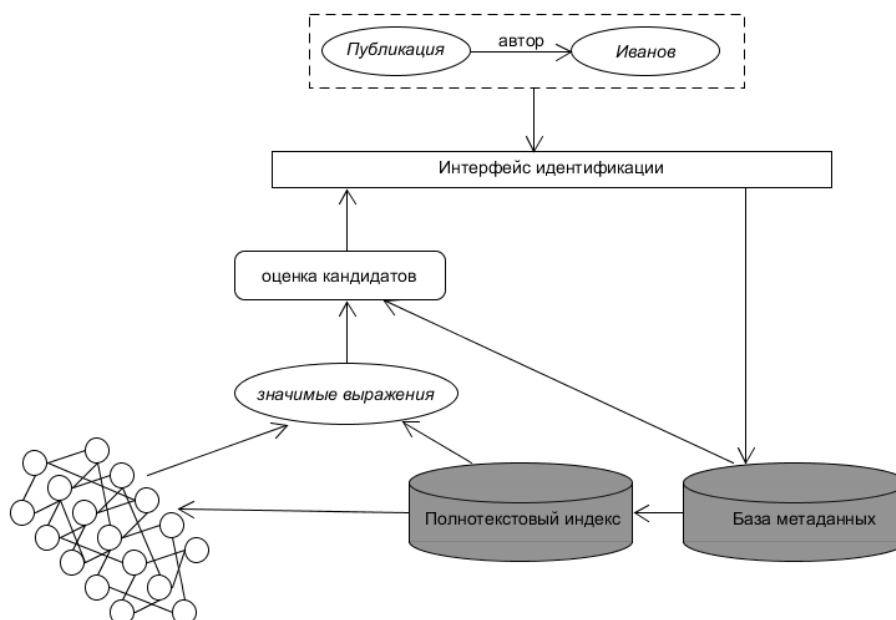 автор
Публикация
Иванов
Интерфейс идентификации
оценка кандидатов
значимые выражения
Полнотекстовый индекс
База метаданных